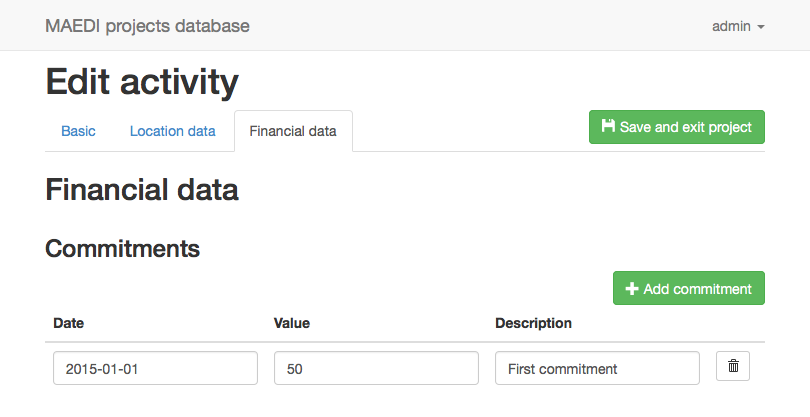 MAEDI projects database admin
Edit activity
Basic Location data Financial data Save and exit project
Financial data
Commitments
Add commitment
Date Value Description
2015-01-01 50 First commitment